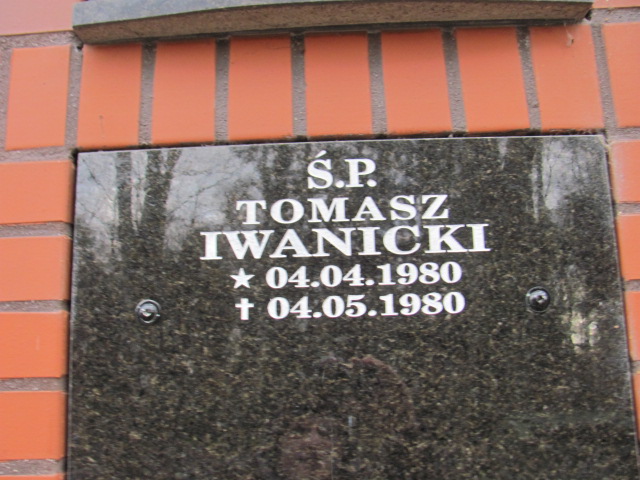 Ś.P.
TOMASZ
IWANICKI
★ 04.04.1980
✝ 04.05.1980